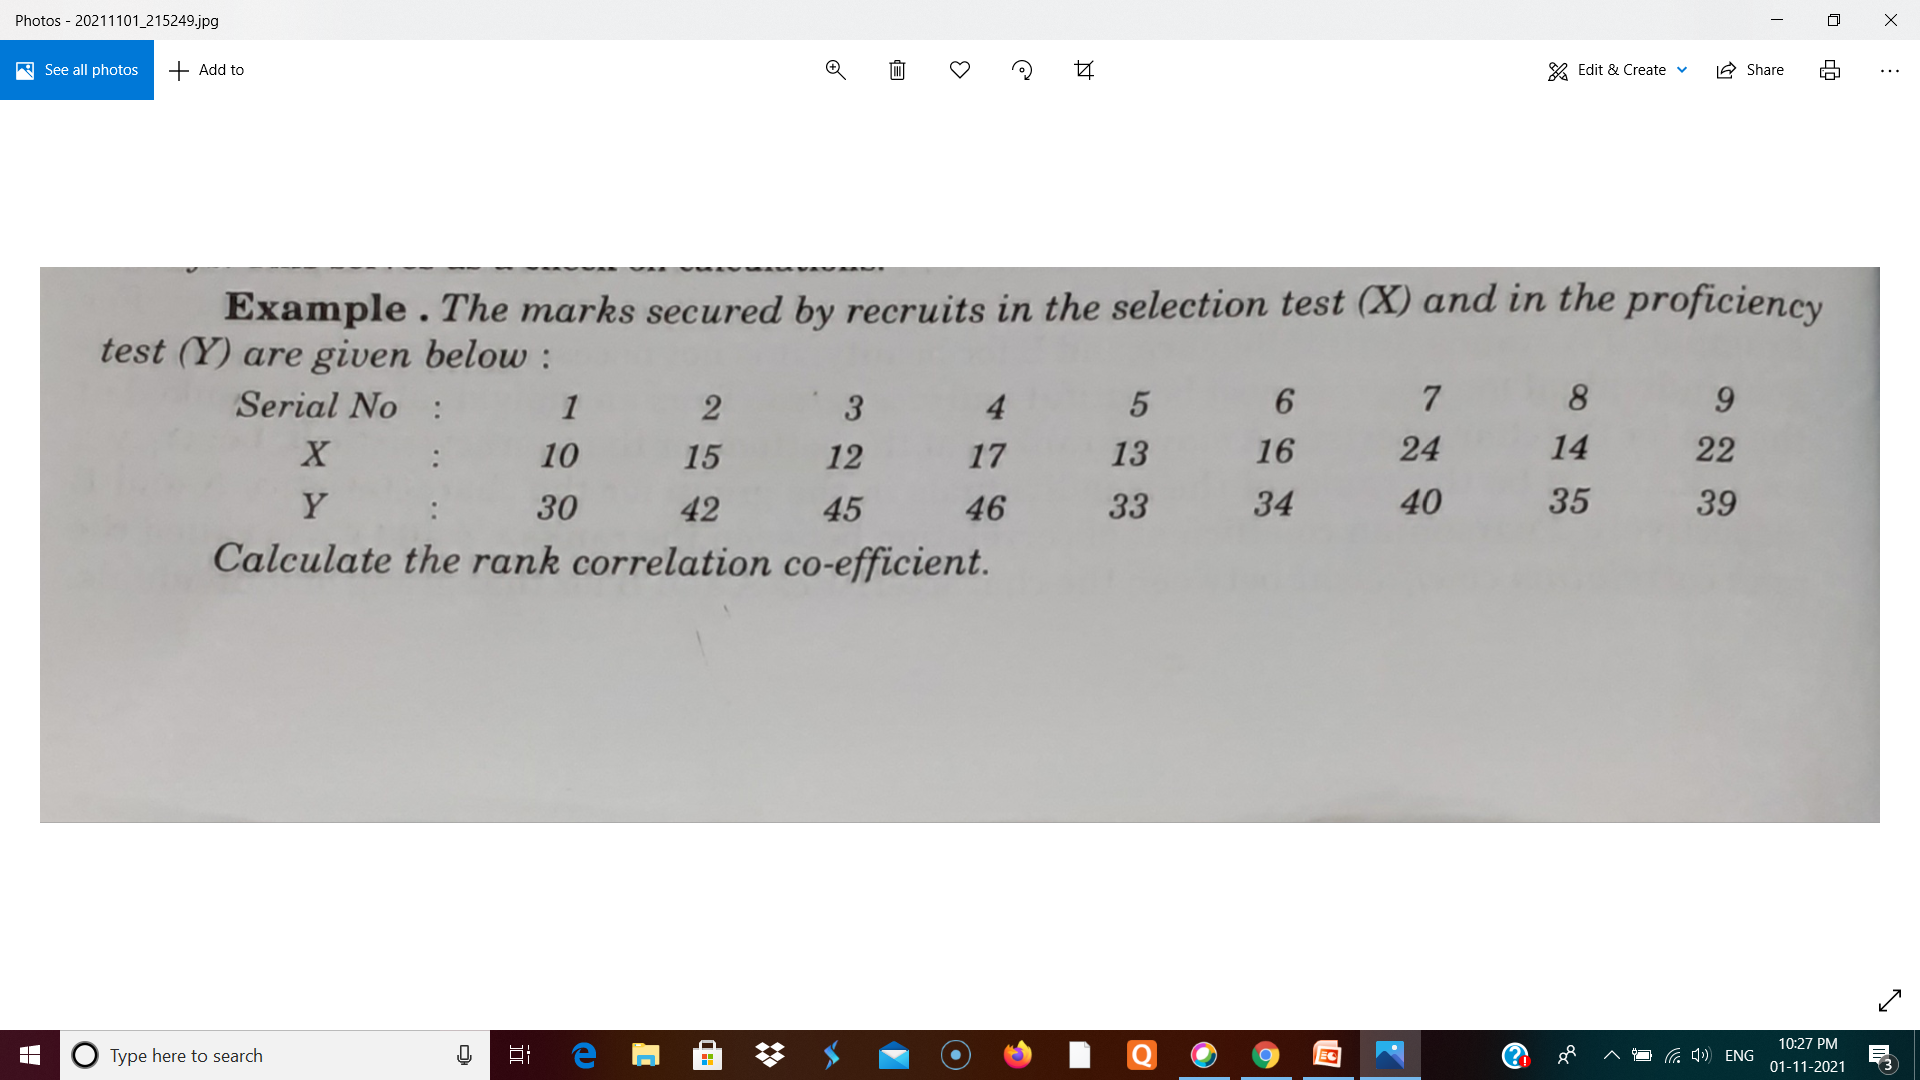 Photos - 20211101_215249.jpg
See all photos
Add to
Edit & Create
Share
Example . The marks secured by recruits in the selection test (X) and in the proficiency
test (Y) are given below :
Serial No : 1 2 3 4 5 6 7 8 9
X : 10 15 12 17 13 16 24 14 22
Y : 30 42 45 46 33 34 40 35 39
Calculate the rank correlation co-efficient.
Type here to search
ENG
10:27 PM
01-11-2021
3